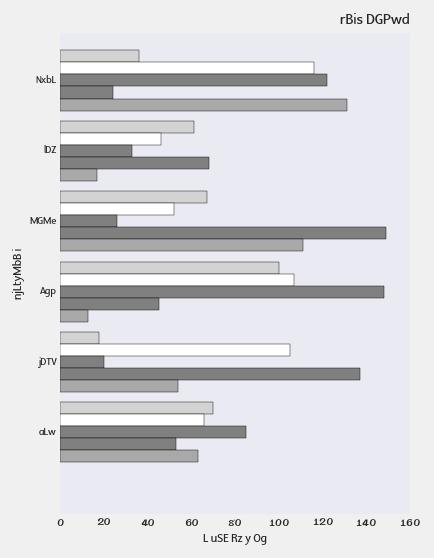 rBis DGPwd
NxbL
lDZ
MGMe
Agp
jDTV
aLw
njLtyMbB i
0 20 40 60 80 100 120 140 160
L uSE Rz y Og